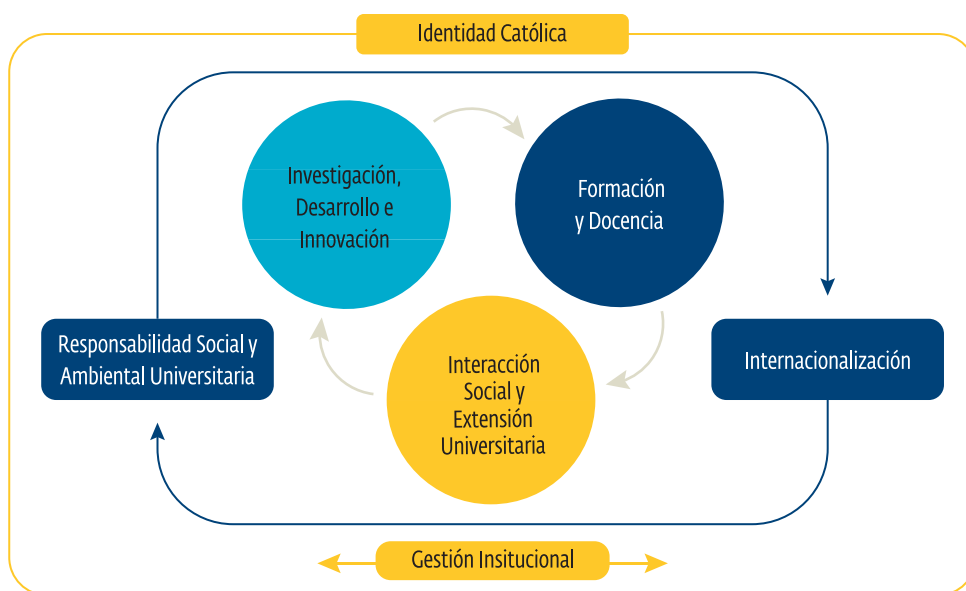 Identidad Católica
Investigación,
Desarrollo e
Innovación
Formación
y Docencia
Responsabilidad Social y
Ambiental Universitaria
Internacionalización
Interacción
Social y
Extensión
Universitaria
Gestión Insitucional